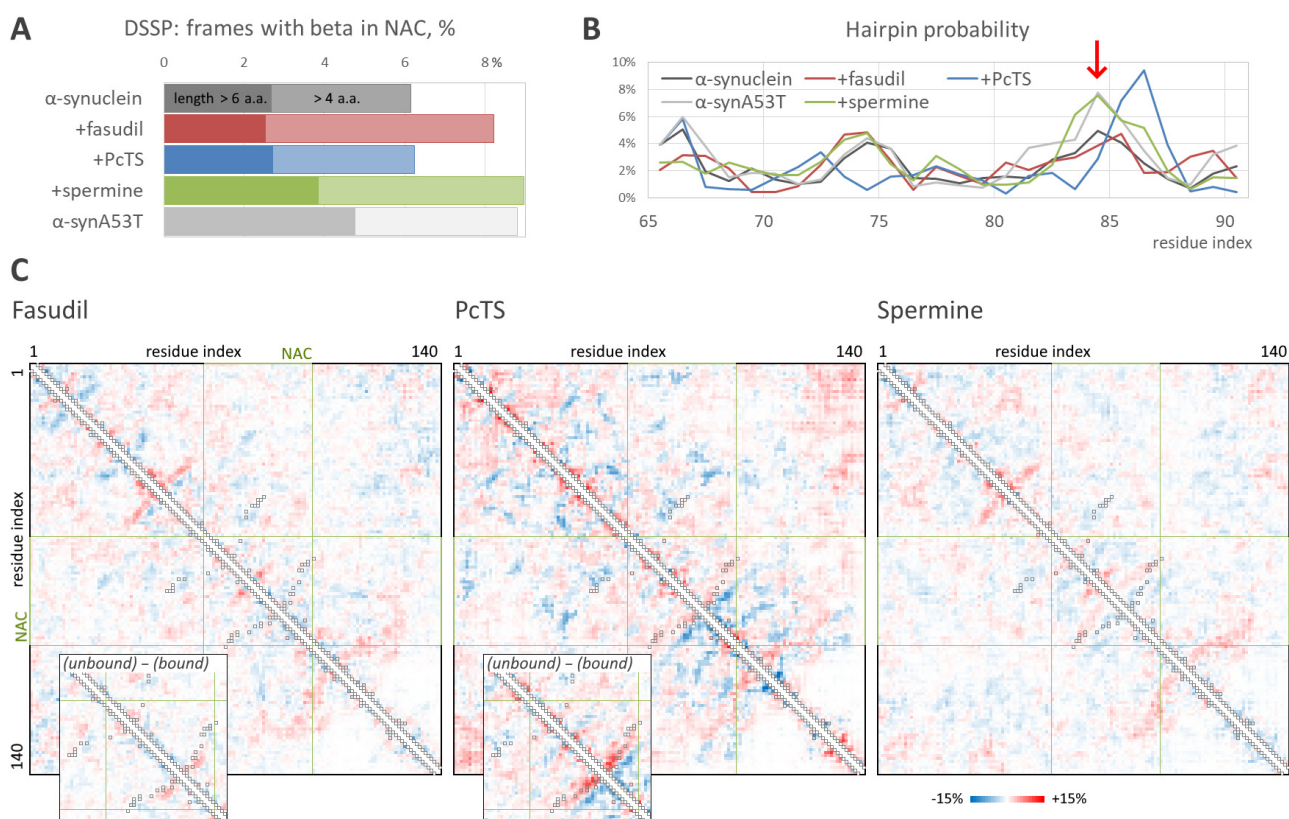 A
DSSP: frames with beta in NAC, %
0 2 4 6 8 %
α-synuclein
length > 6 a.a. > 4 a.a.
+fasudil
+PcTS
+spermine
α-synA53T
B
Hairpin probability
10%
8%
6%
4%
2%
0%
α-synuclein +fasudil +PcTS
α-synA53T +spermine
65 70 75 80 85 90
residue index
C
Fasudil PcTS Spermine
1 residue index NAC 140
1 residue index 140
1 residue index 140
1
residue index
NAC
140
(unbound) – (bound)
(unbound) – (bound)
-15% +15%